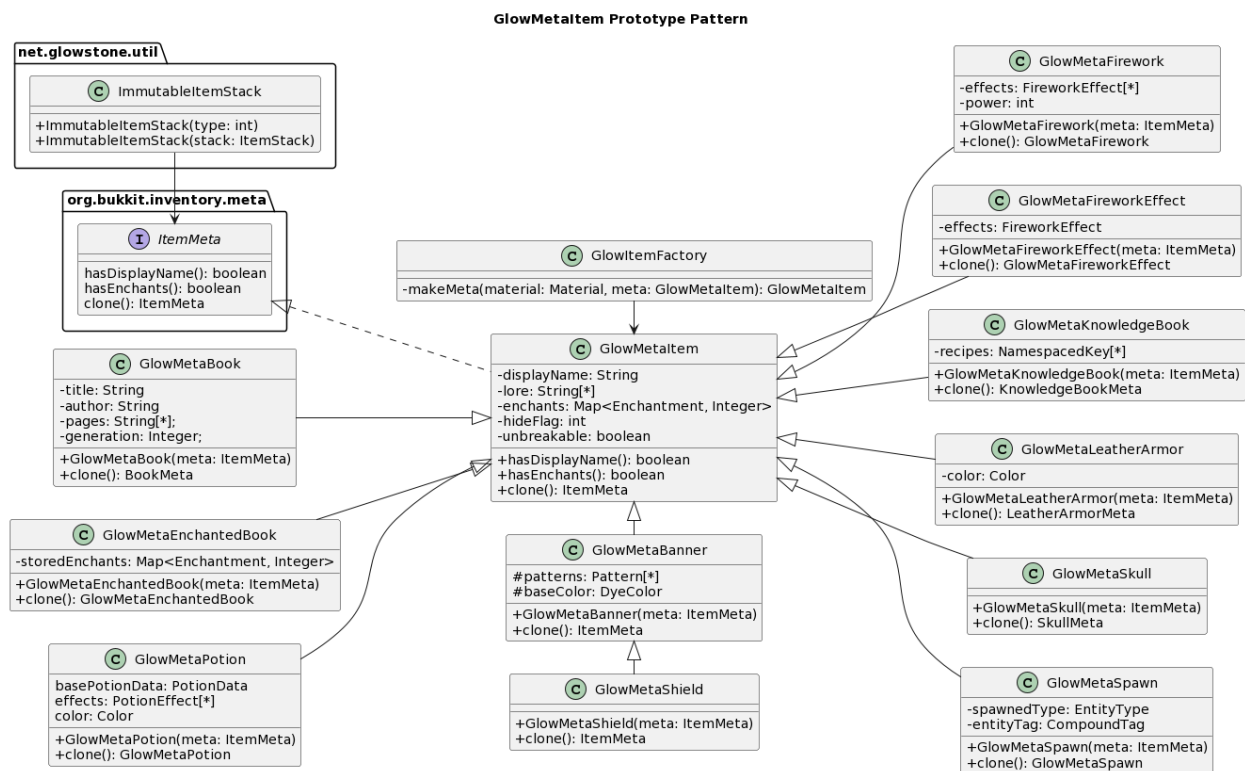 GlowMetaItem Prototype Pattern
net.glowstone.util
C ImmutableItemStack
+ImmutableItemStack(type: int)
+ImmutableItemStack(stack: ItemStack)
org.bukkit.inventory.meta
I ItemMeta
hasDisplayName(): boolean
hasEnchants(): boolean
clone(): ItemMeta
C GlowItemFactory
-makeMeta(material: Material, meta: GlowMetaItem): GlowMetaItem
C GlowMetaItem
-displayName: String
-lore: String[*]
-enchants: Map<Enchantment, Integer>
-hideFlag: int
-unbreakable: boolean
+hasDisplayName(): boolean
+hasEnchants(): boolean
+clone(): ItemMeta
C GlowMetaBook
-title: String
-author: String
-pages: String[*];
-generation: Integer;
+GlowMetaBook(meta: ItemMeta)
+clone(): BookMeta
C GlowMetaEnchantedBook
-storedEnchants: Map<Enchantment, Integer>
+GlowMetaEnchantedBook(meta: ItemMeta)
+clone(): GlowMetaEnchantedBook
C GlowMetaPotion
basePotionData: PotionData
effects: PotionEffect[*]
color: Color
+GlowMetaPotion(meta: ItemMeta)
+clone(): GlowMetaPotion
C GlowMetaBanner
#patterns: Pattern[*]
#baseColor: DyeColor
+GlowMetaBanner(meta: ItemMeta)
+clone(): ItemMeta
C GlowMetaShield
+GlowMetaShield(meta: ItemMeta)
+clone(): ItemMeta
C GlowMetaFirework
-effects: FireworkEffect[*]
-power: int
+GlowMetaFirework(meta: ItemMeta)
+clone(): GlowMetaFirework
C GlowMetaFireworkEffect
-effects: FireworkEffect
+GlowMetaFireworkEffect(meta: ItemMeta)
+clone(): GlowMetaFireworkEffect
C GlowMetaKnowledgeBook
-recipes: NamespacedKey[*]
+GlowMetaKnowledgeBook(meta: ItemMeta)
+clone(): KnowledgeBookMeta
C GlowMetaLeatherArmor
-color: Color
+GlowMetaLeatherArmor(meta: ItemMeta)
+clone(): LeatherArmorMeta
C GlowMetaSkull
+GlowMetaSkull(meta: ItemMeta)
+clone(): SkullMeta
C GlowMetaSpawn
-spawnedType: EntityType
-entityTag: CompoundTag
+GlowMetaSpawn(meta: ItemMeta)
+clone(): GlowMetaSpawn